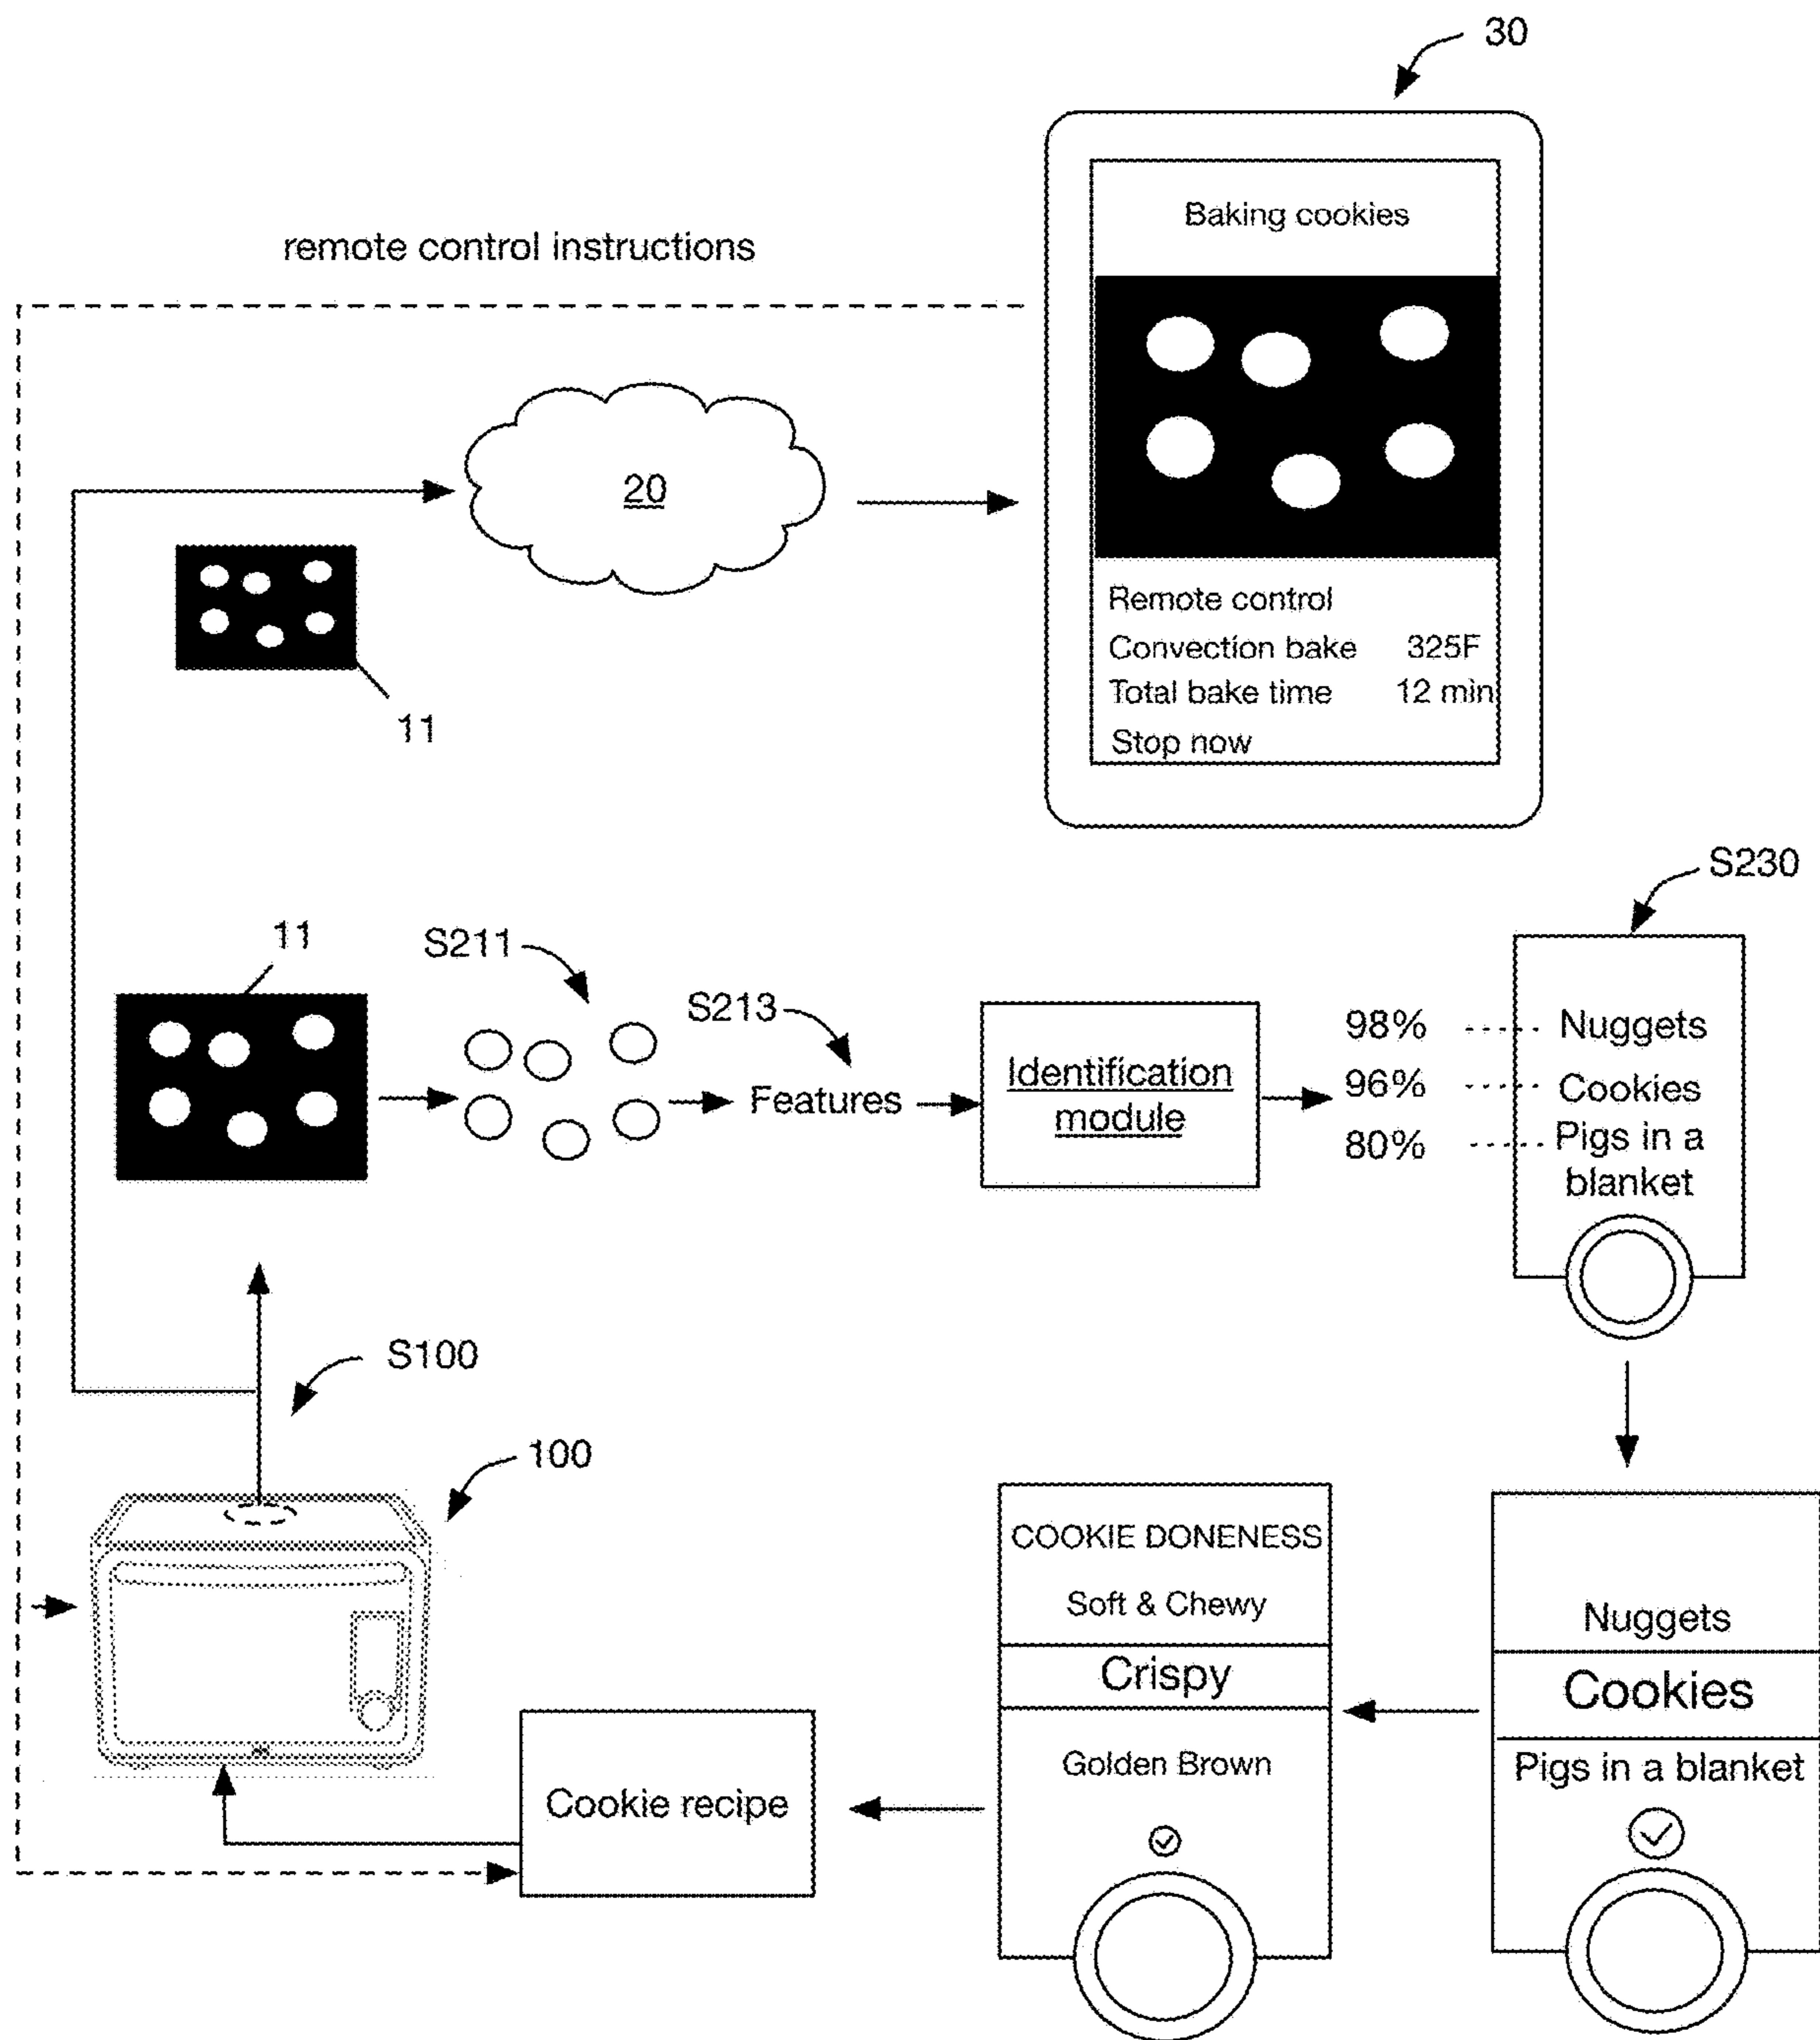 30
Baking cookies
remote control instructions
20
11
Remote control
Convection bake 325F
Total bake time 12 min
Stop now
S230
11
S211
S213
Features
Identification
module
98% Nuggets
96% Cookies
80% Pigs in a
blanket
S100
100
COOKIE DONENESS
Soft & Chewy
Crispy
Golden Brown
Nuggets
Cookies
Pigs in a blanket
Cookie recipe